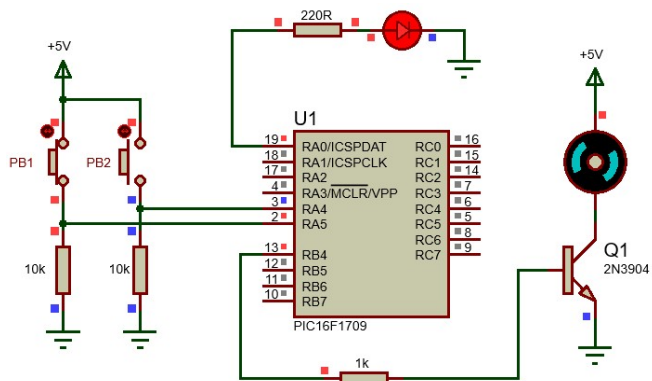 220R
+5V
+5V
U1
19 RA0/ICSPDAT RC0 16
18 RA1/ICSPCLK RC1 15
17 RA2 RC2 14
4 RA3/MCLR/VPP RC3 7
3 RA4 RC4 6
2 RA5 RC5 5
RC6 8
13 RB4 RC7 9
12 RB5
11 RB6
10 RB7
PIC16F1709
PB1
PB2
10k
10k
Q1
2N3904
1k